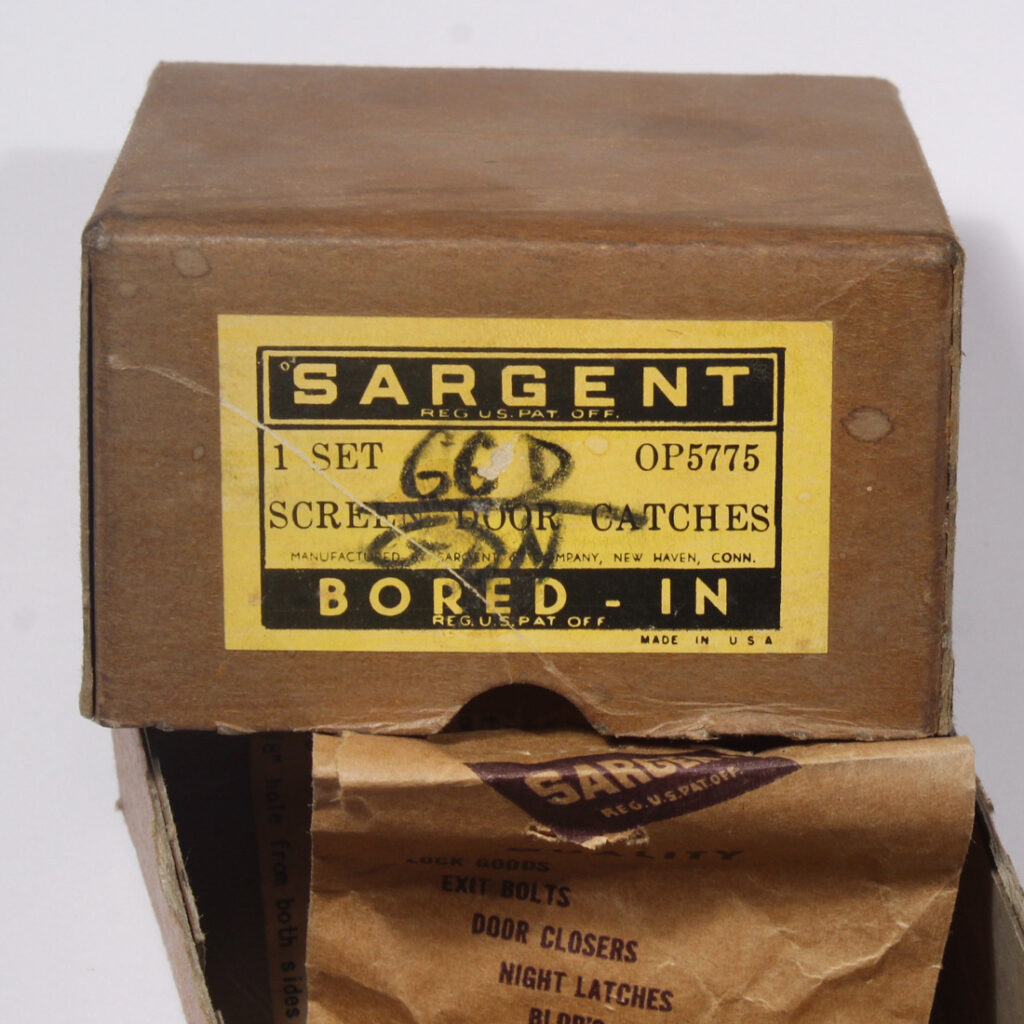 SARGENT
REG. U.S. PAT. OFF.
1 SET OP5775
GED
SCREEN DOOR CATCHES
MANUFACTURED BY SARGENT & COMPANY, NEW HAVEN, CONN.
BORED - IN
REG. U.S. PAT OFF
MADE IN U S A
SARGENT
REG. U.S. PAT. OFF.
QUALITY
LOCK GOODS
EXIT BOLTS
DOOR CLOSERS
NIGHT LATCHES
hole from both sides